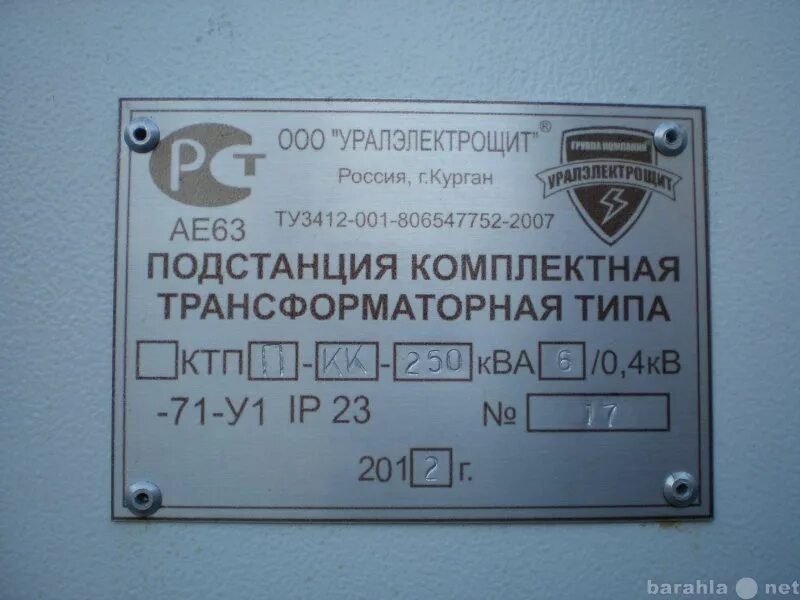 РСТ
АЕ63
ООО "УРАЛЭЛЕКТРОЩИТ"®
Россия, г.Курган
ТУ3412-001-806547752-2007
ГРУППА КОМПАНИЙ
УРАЛЭЛЕКТРОЩИТ
ПОДСТАНЦИЯ КОМПЛЕКТНАЯ
ТРАНСФОРМАТОРНАЯ ТИПА
КТП П - КК - 250 кВА 6 /0,4кВ
-71-У1 IP 23 № 17
2012 г.
barahla.net